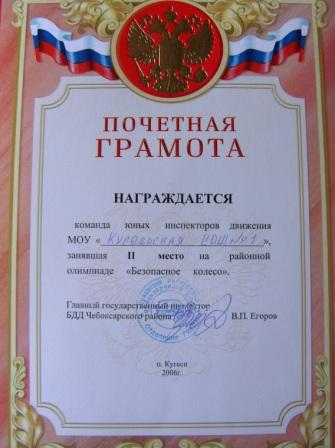 ПОЧЕТНАЯ
ГРАМОТА
НАГРАЖДАЕТСЯ
команда юных инспекторов движения
МОУ «Кугесьская СОШ №1»,
занявшая II место на районной
олимпиаде «Безопасное колесо».
Главный государственный инспектор
БДД Чебоксарского района В.П. Егоров
п. Кугеси
2006г.